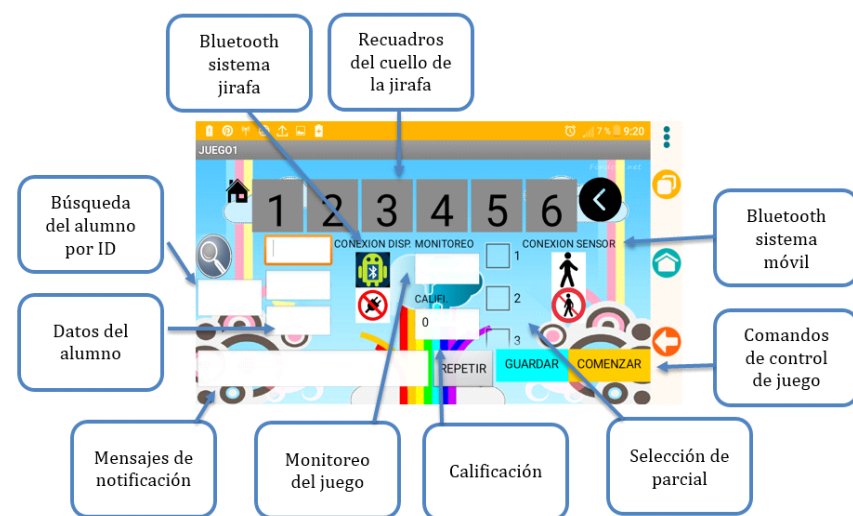 Bluetooth
sistema
jirafa
Recuadros
del cuello de
la jirafa
7% 9:20
JUEGO1
Búsqueda
del alumno
por ID
1 2 3 4 5 6
CONEXION DISP. MONITOREO
1 CONEXION SENSOR
Bluetooth
sistema
móvil
CALIFI.
2
0
3
Datos del
alumno
REPETIR GUARDAR COMENZAR
Comandos
de control
de juego
Mensajes de
notificación
Monitoreo
del juego
Calificación
Selección de
parcial